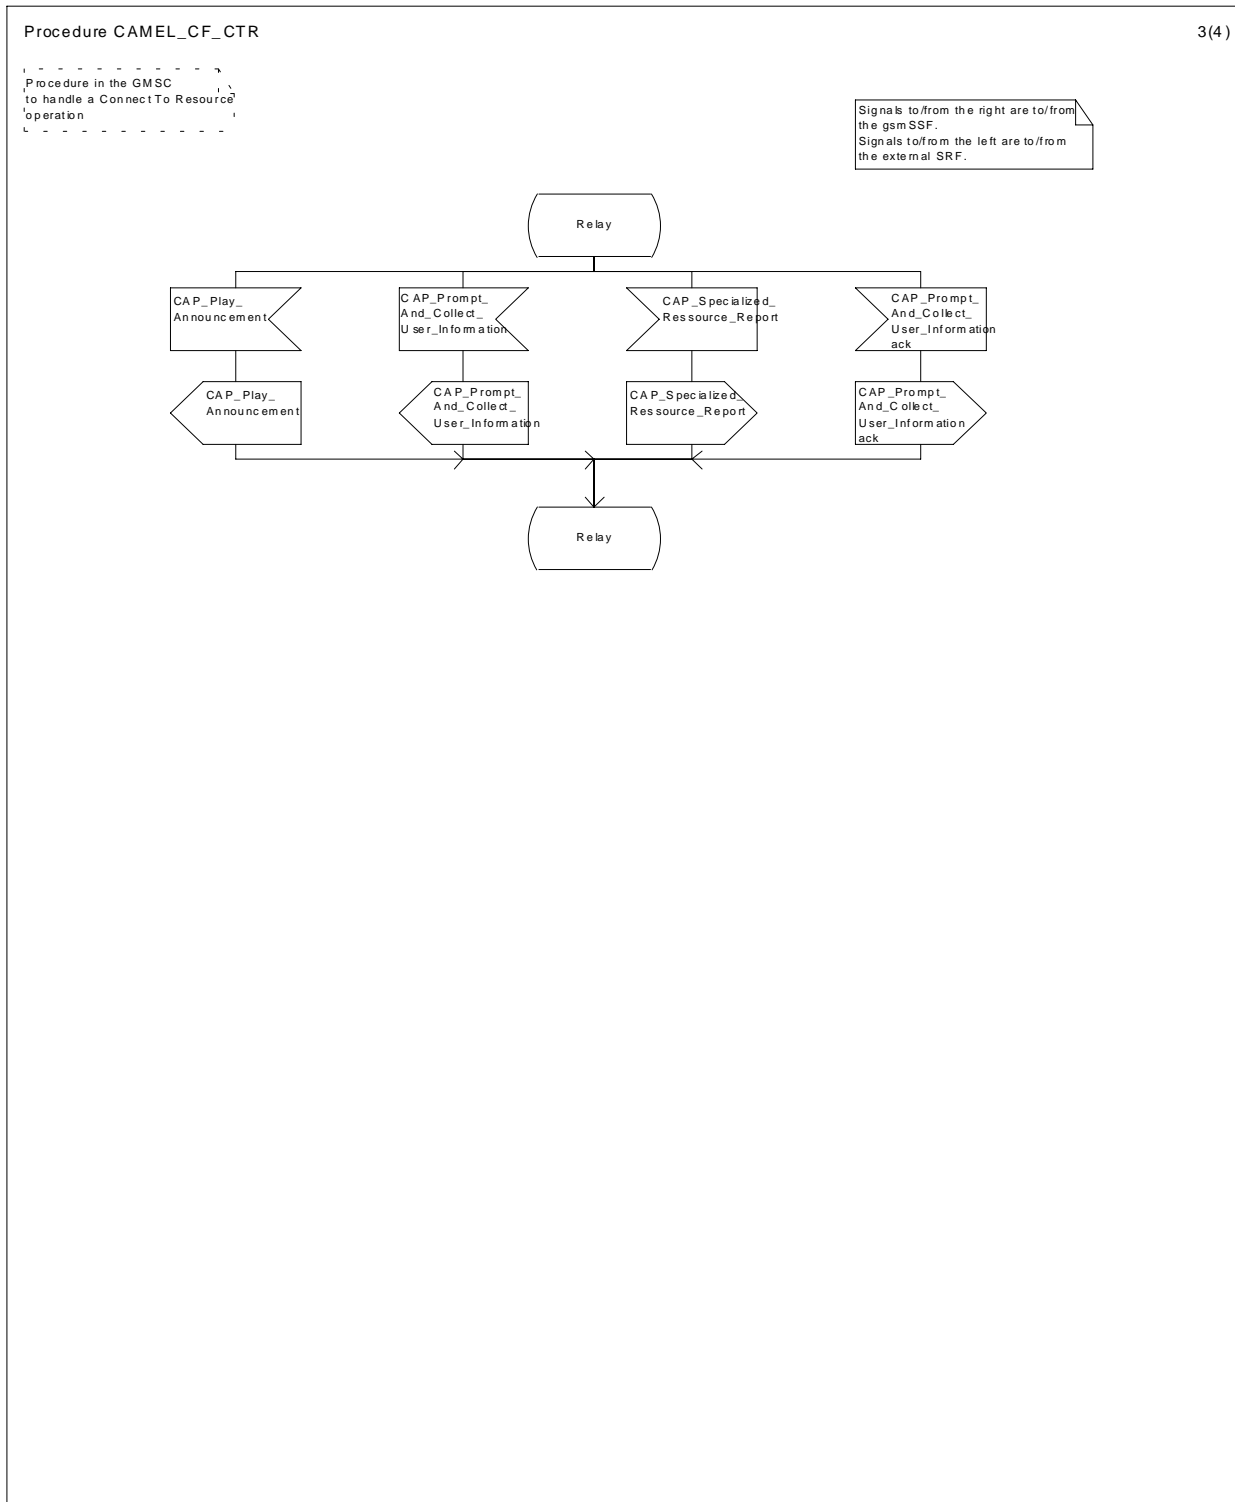 Procedure CAMEL_CF_CTR
3(4)
Procedure in the GMSC
to handle a Connect To Resource
operation
Signals to/from the right are to/from
the gsmSSF.
Signals to/from the left are to/from
the external SRF.
Relay
CAP_Play_
Announcement
CAP_Prompt_
And_Collect_
User_Information
CAP_Specialized_
Ressource_Report
CAP_Prompt_
And_Collect_
User_Information
ack
CAP_Play_
Announcement
CAP_Prompt_
And_Collect_
User_Information
CAP_Specialized_
Ressource_Report
CAP_Prompt_
And_Collect_
User_Information
ack
Relay